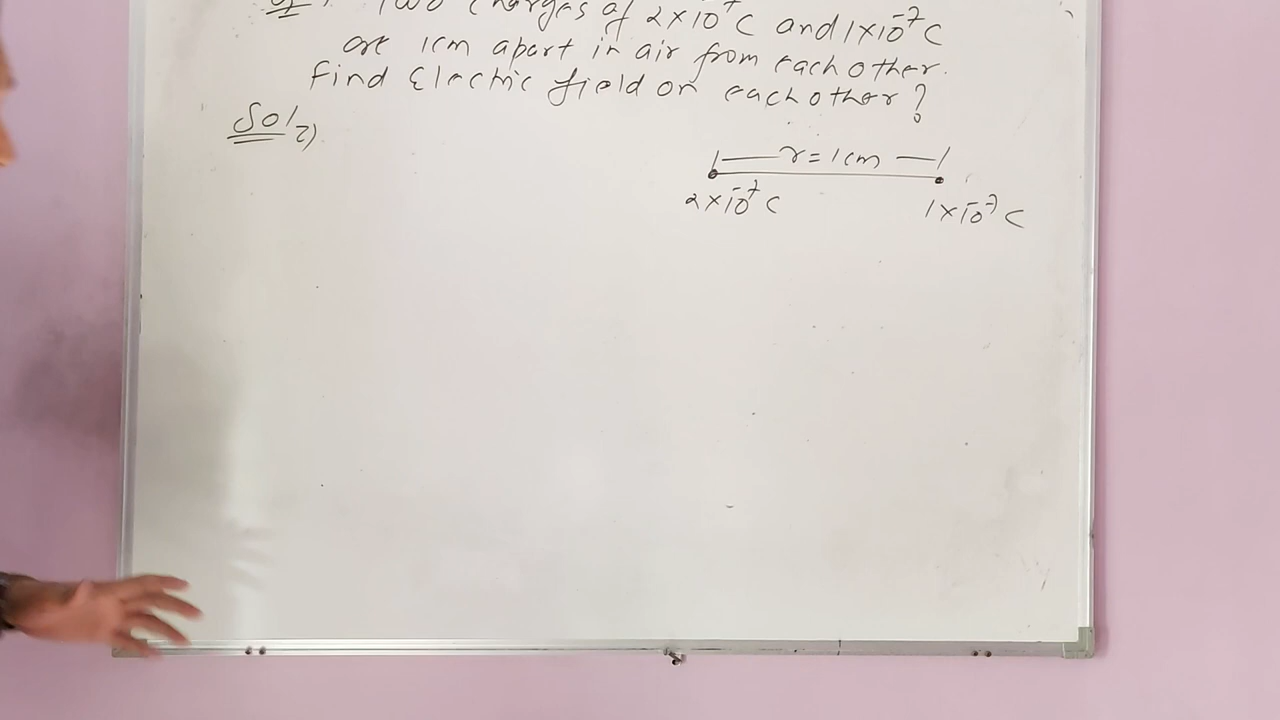 Two charges of 2×10⁻⁷C and 1×10⁻⁷C
are 1cm apart in air from each other.
Find Electric field on each other?
Sol
r = 1cm
2×10⁻⁷C 1×10⁻⁷C